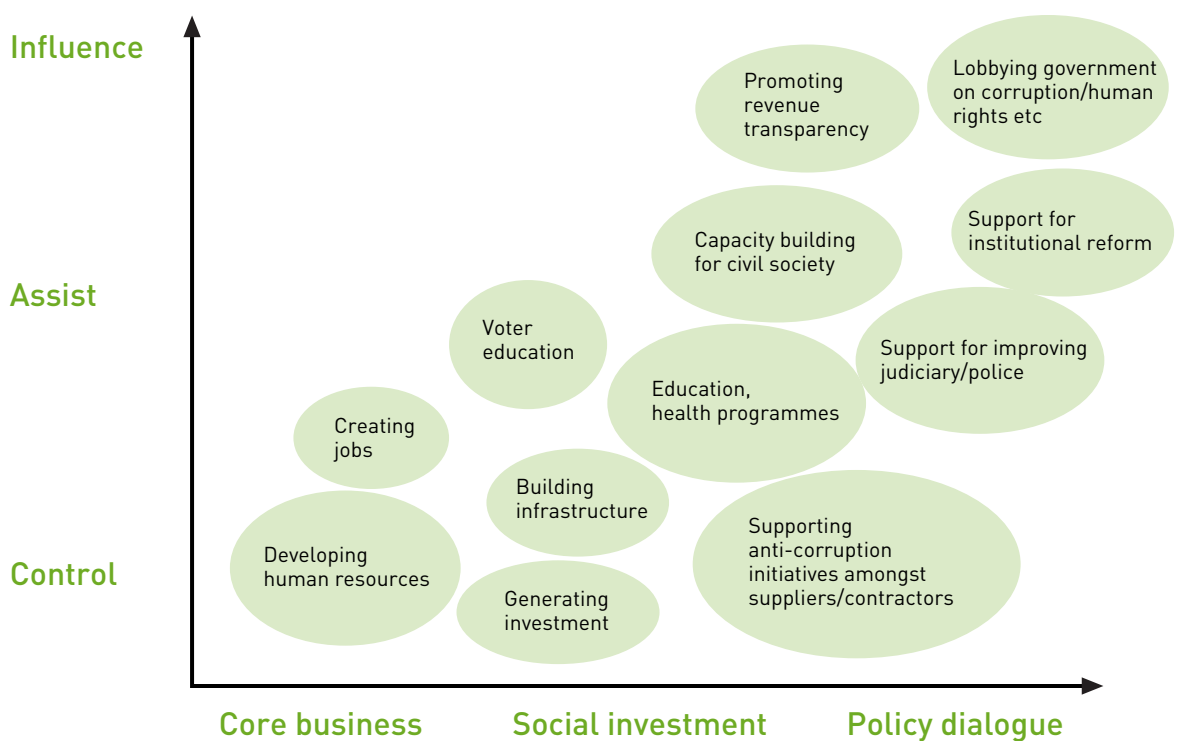 Influence
Promoting
revenue
transparency
Lobbying government
on corruption/human
rights etc
Capacity building
for civil society
Support for
institutional reform
Assist
Voter
education
Education,
health programmes
Support for improving
judiciary/police
Creating
jobs
Building
infrastructure
Control
Developing
human resources
Generating
investment
Supporting
anti-corruption
initiatives amongst
suppliers/contractors
Core business
Social investment
Policy dialogue